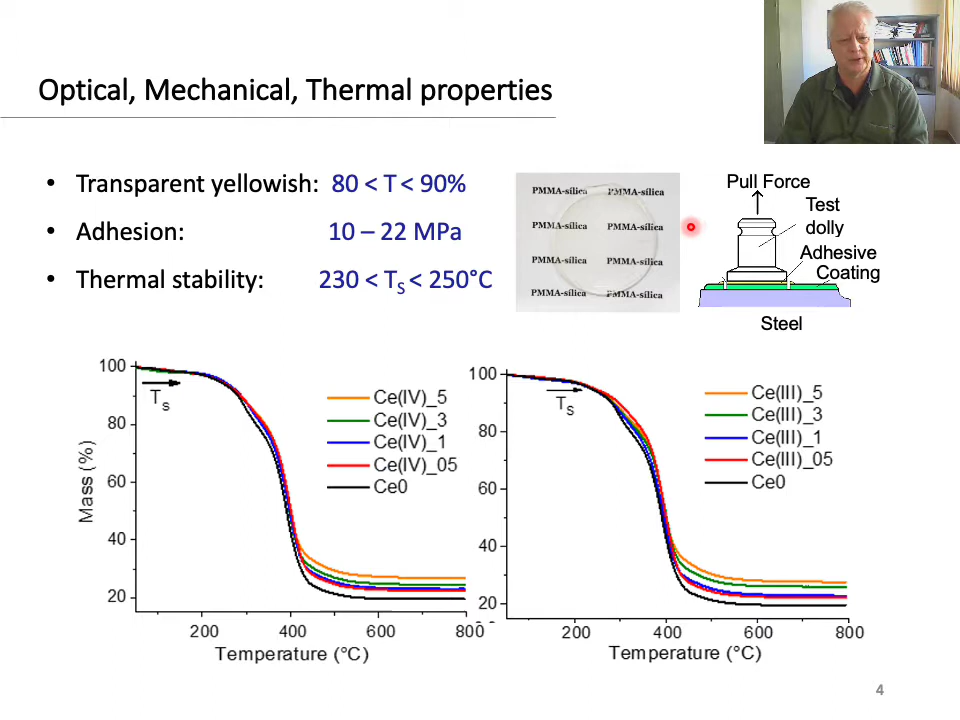 Optical, Mechanical, Thermal properties
• Transparent yellowish: 80 < T < 90%
• Adhesion: 10 – 22 MPa
• Thermal stability: 230 < TS < 250°C
PMMA-silica PMMA-silica
PMMA-silica PMMA-silica
PMMA-silica PMMA-silica
PMMA-silica PMMA-silica
Pull Force
Test
dolly
Adhesive
Coating
Steel
100
80
60
40
20
Mass (%)
TS
Ce(IV)_5
Ce(IV)_3
Ce(IV)_1
Ce(IV)_05
Ce0
200 400 600 800
Temperature (°C)
100
80
60
40
20
TS
Ce(III)_5
Ce(III)_3
Ce(III)_1
Ce(III)_05
Ce0
200 400 600 800
Temperature (°C)
4